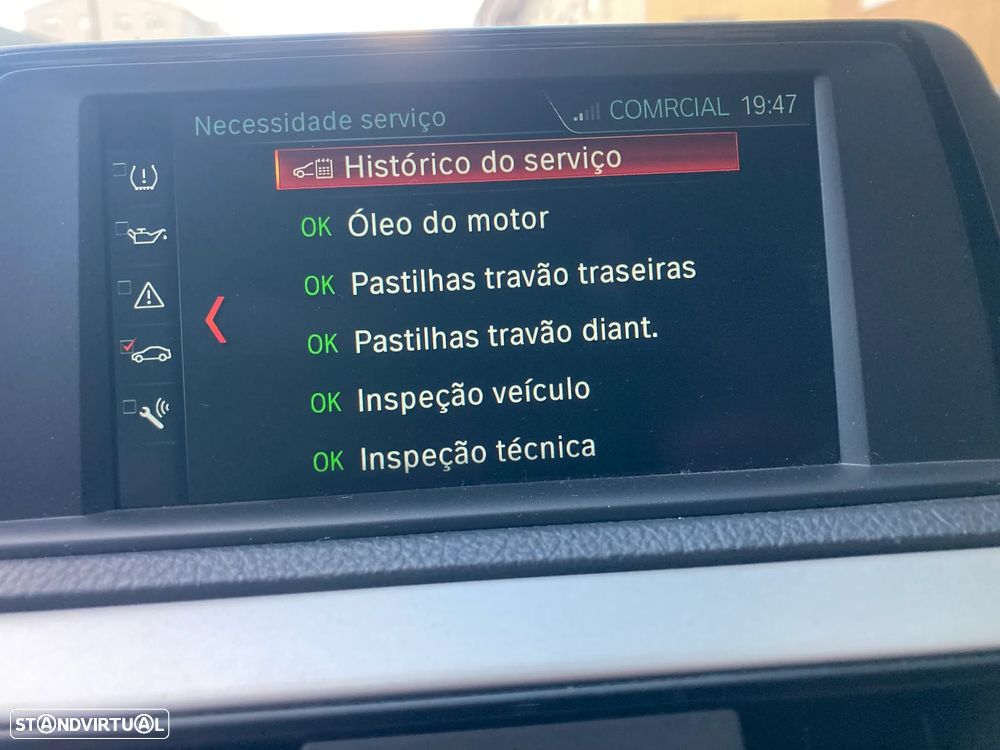 Necessidade serviço
COMRCIAL 19:47
Histórico do serviço
OK Óleo do motor
OK Pastilhas travão traseiras
OK Pastilhas travão diant.
OK Inspeção veículo
OK Inspeção técnica
STANDVIRTUAL